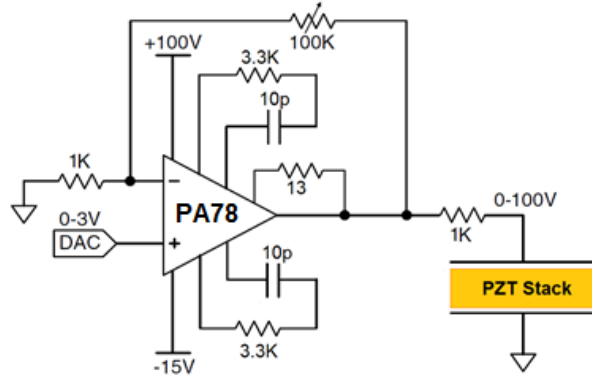 +100V
100K
3.3K
10p
1K
13
0-100V
PA78
0-3V
DAC
1K
10p
PZT Stack
3.3K
-15V